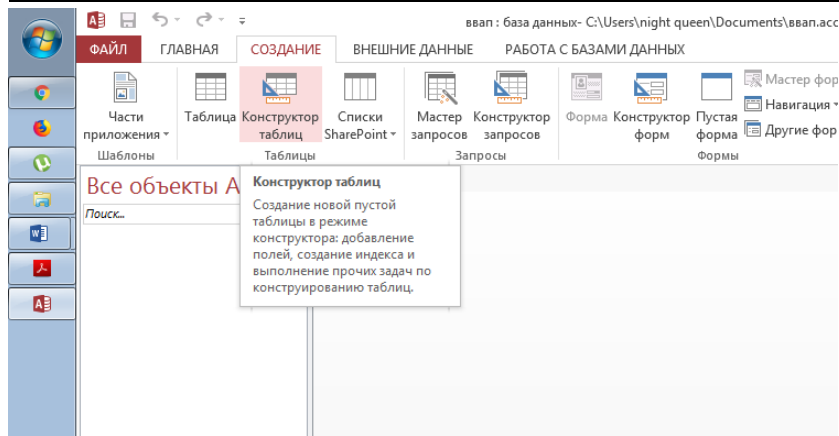 ввап : база данных- C:\Users\night queen\Documents\ввап.acc
ФАЙЛ ГЛАВНАЯ СОЗДАНИЕ ВНЕШНИЕ ДАННЫЕ РАБОТА С БАЗАМИ ДАННЫХ
Части приложения
Таблица
Конструктор таблиц
Списки SharePoint
Мастер запросов
Конструктор запросов
Форма
Конструктор форм
Пустая форма
Мастер фор
Навигация
Другие фор
Шаблоны Таблицы Запросы Формы
Все объекты A
Поиск...
Конструктор таблиц
Создание новой пустой
таблицы в режиме
конструктора: добавление
полей, создание индекса и
выполнение прочих задач по
конструированию таблиц.